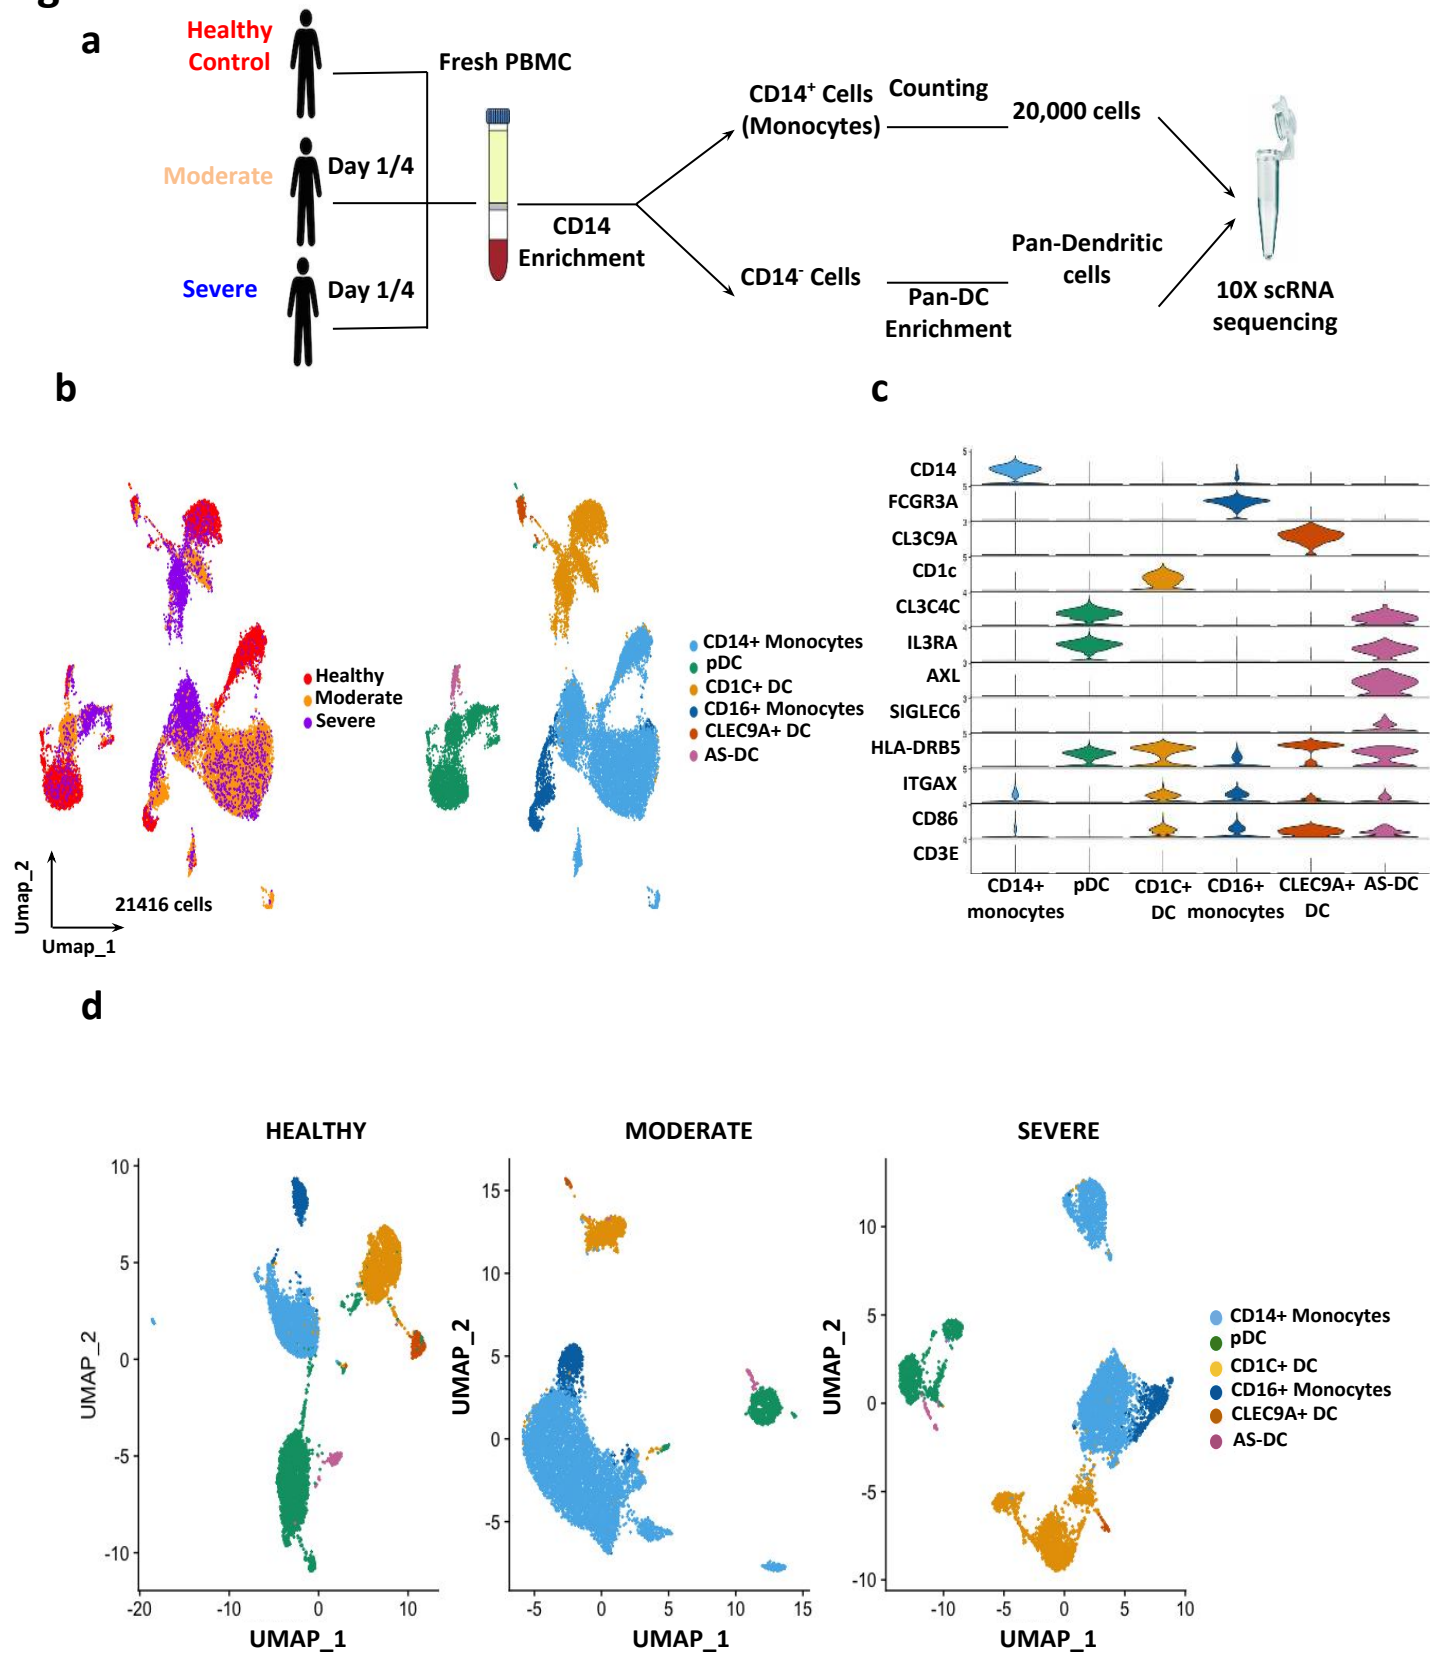 a
Healthy
Control
Moderate
Severe
Day 1/4
Day 1/4
Fresh PBMC
CD14
Enrichment
CD14+ Cells
(Monocytes)
Counting
20,000 cells
CD14- Cells
Pan-DC
Enrichment
Pan-Dendritic
cells
10X scRNA
sequencing
b
Healthy
Moderate
Severe
Umap_2
Umap_1
21416 cells
CD14+ Monocytes
pDC
CD1C+ DC
CD16+ Monocytes
CLEC9A+ DC
AS-DC
c
CD14
FCGR3A
CL3C9A
CD1c
CL3C4C
IL3RA
AXL
SIGLEC6
HLA-DRB5
ITGAX
CD86
CD3E
CD14+
monocytes
pDC
CD1C+
DC
CD16+
monocytes
CLEC9A+
DC
AS-DC
d
HEALTHY
10
5
0
-5
-10
-20
-10
0
10
UMAP_2
UMAP_1
MODERATE
15
10
5
0
-5
-5
0
5
10
15
UMAP_2
UMAP_1
SEVERE
10
5
0
-5
-10
-10
-5
0
5
10
UMAP_2
UMAP_1
CD14+ Monocytes
pDC
CD1C+ DC
CD16+ Monocytes
CLEC9A+ DC
AS-DC